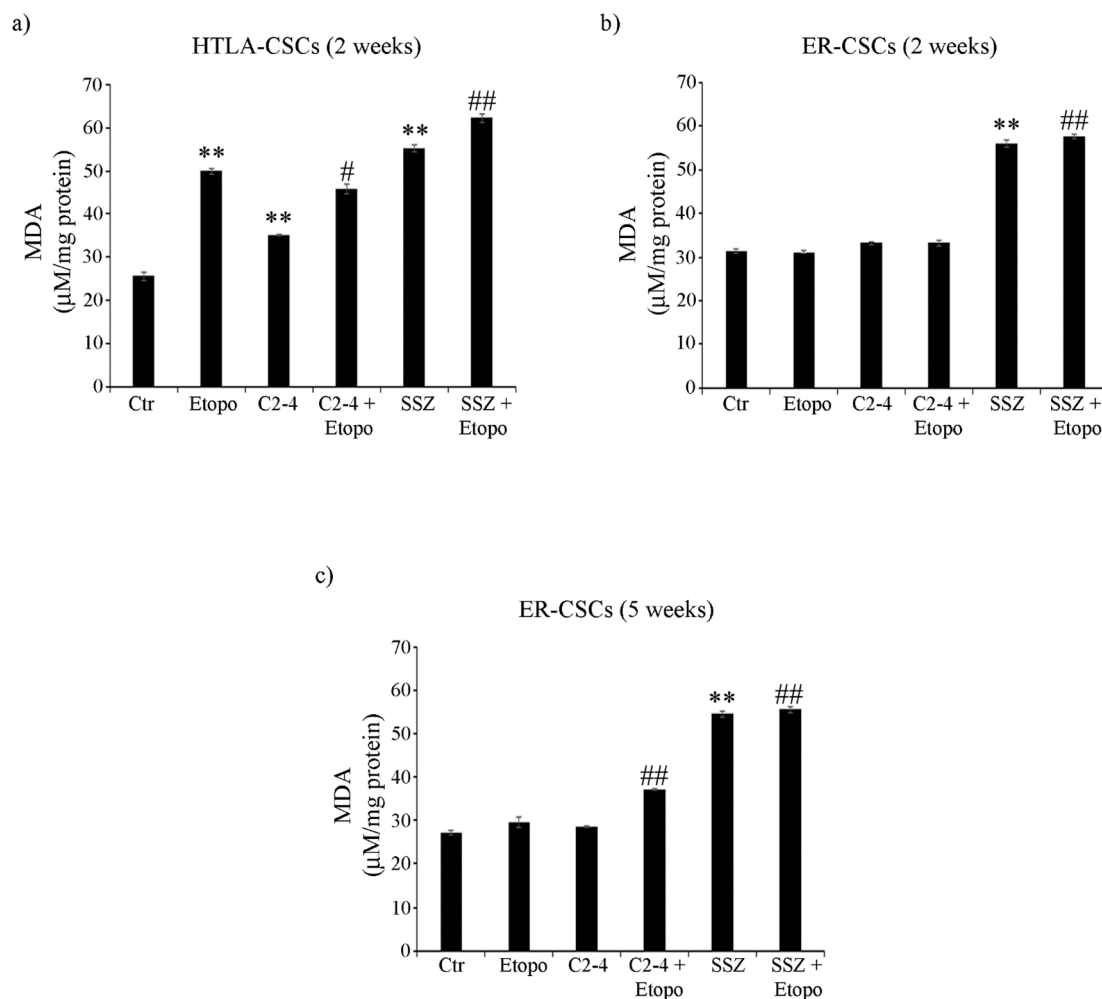 a)
HTLA-CSCs (2 weeks)
MDA
(µM/mg protein)
70
60
50
40
30
20
10
0
**
**
#
**
##
Ctr
Etopo
C2-4
C2-4 +
Etopo
SSZ
SSZ +
Etopo
b)
ER-CSCs (2 weeks)
MDA
(µM/mg protein)
70
60
50
40
30
20
10
0
**
##
Ctr
Etopo
C2-4
C2-4 +
Etopo
SSZ
SSZ +
Etopo
c)
ER-CSCs (5 weeks)
MDA
(µM/mg protein)
70
60
50
40
30
20
10
0
##
**
##
Ctr
Etopo
C2-4
C2-4 +
Etopo
SSZ
SSZ +
Etopo